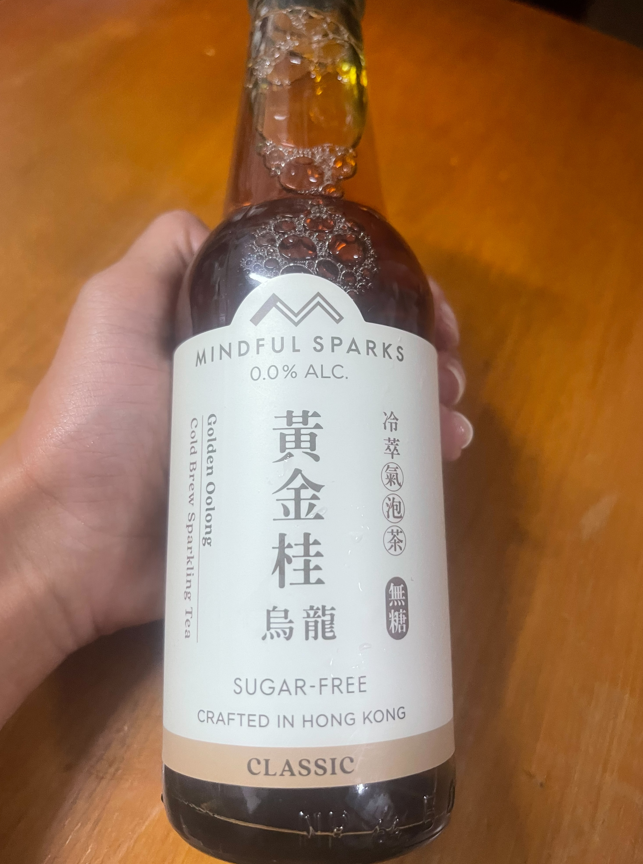 MINDFUL SPARKS
0.0% ALC.
冷萃氣泡茶
無糖
黃金桂
烏龍
Golden Oolong
Cold Brew Sparkling Tea
SUGAR-FREE
CRAFTED IN HONG KONG
CLASSIC